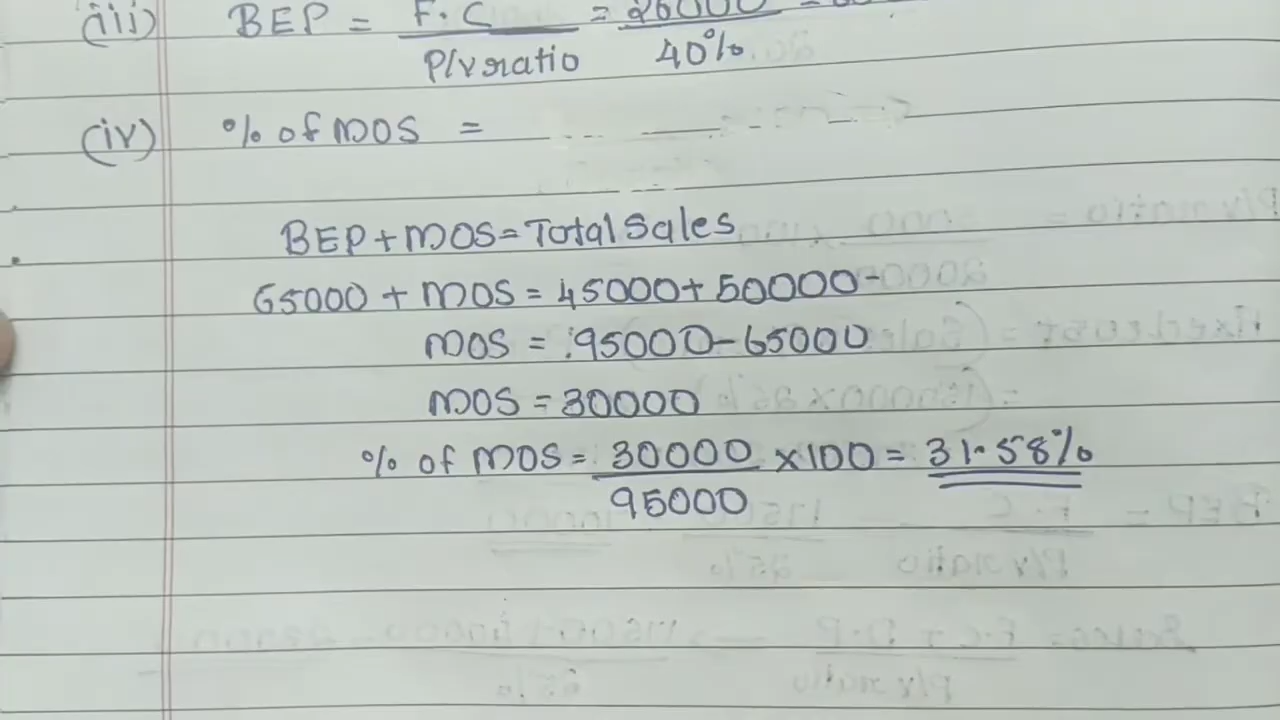 (iii) BEP = F.C / P/v ratio = 26000 / 40% =
(iv) % of MOS =
BEP + MOS = Total Sales
65000 + MOS = 45000 + 50000
MOS = 95000 - 65000
MOS = 30000
% of MOS = 30000 / 95000 × 100 = 31.58%